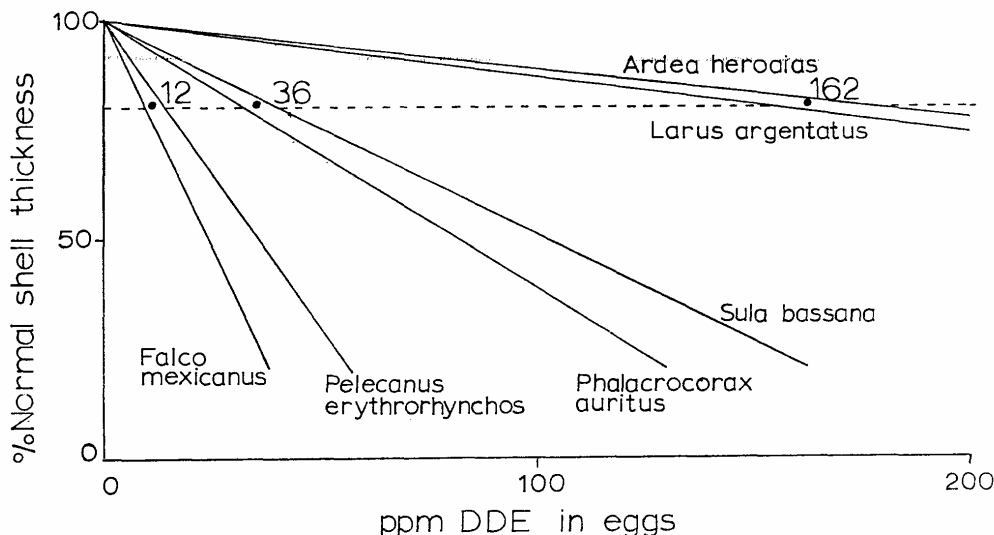 100
% Normal shell thickness
Ardea heroaias
12
36
162
Larus argentatus
50
Sula bassana
Falco
mexicanus
Pelecanus
erythrorhynchos
Phalacrocorax
auritus
0
0
100
200
ppm DDE in eggs